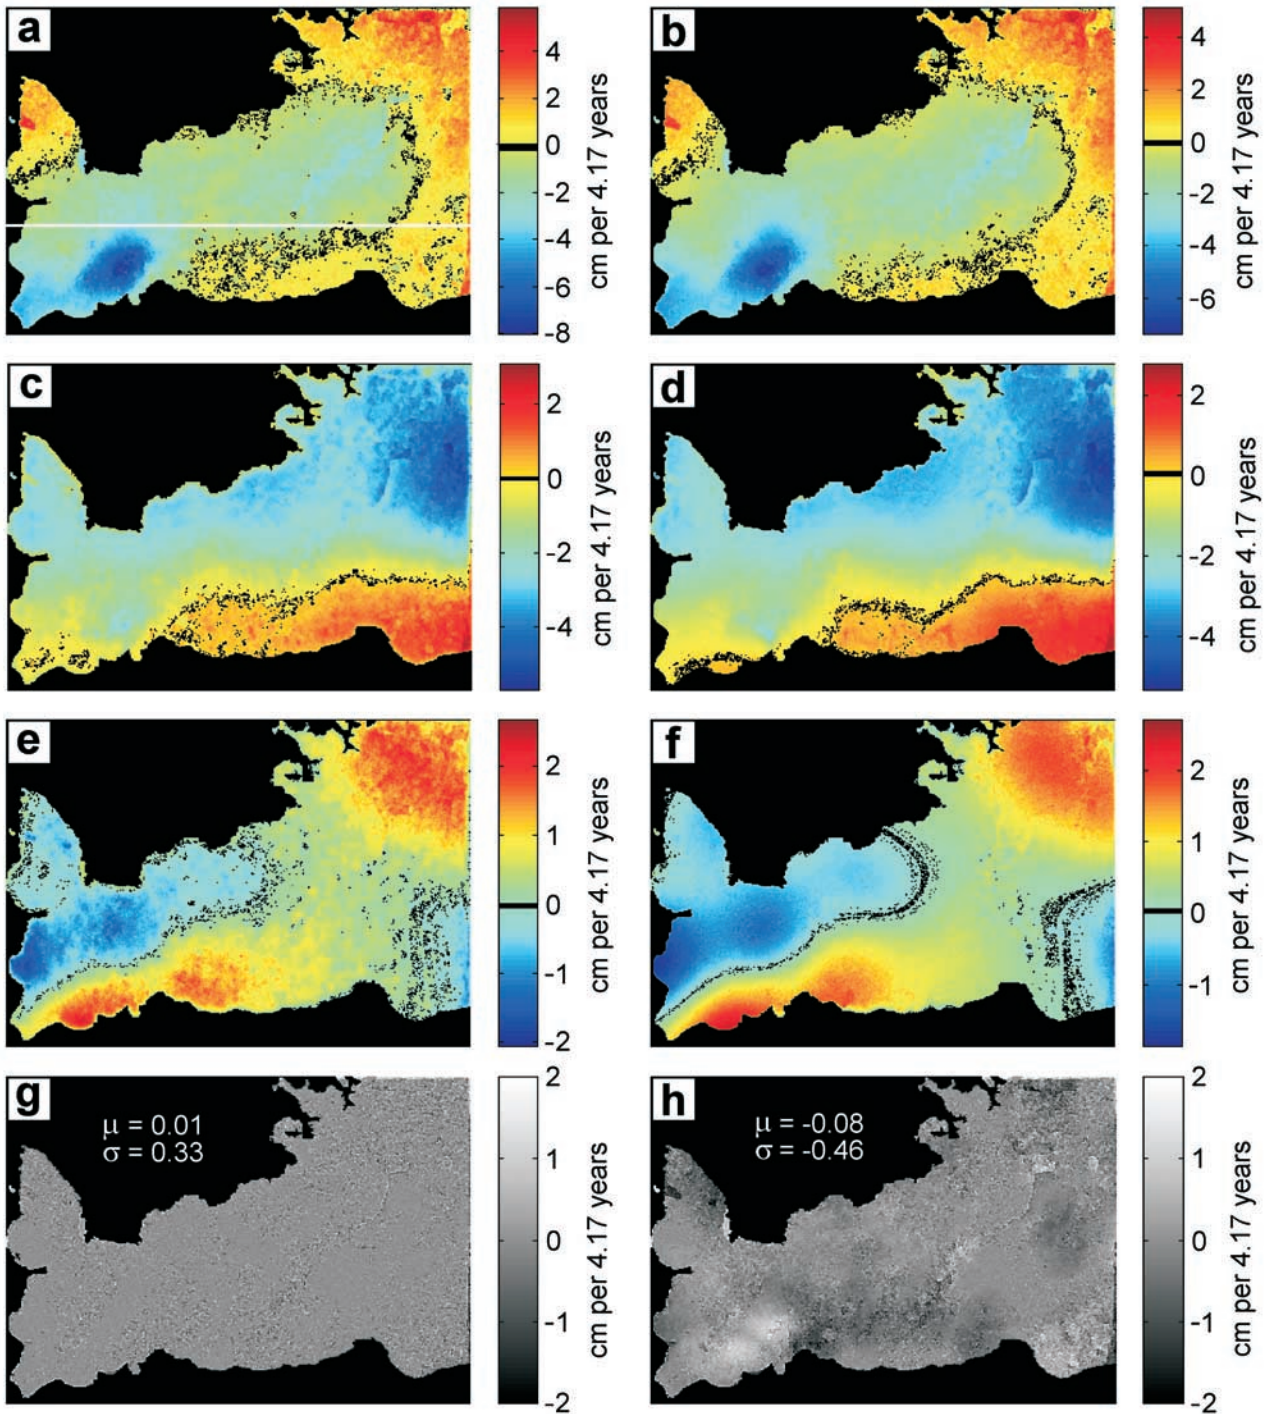 a
4
2
0
-2
-4
-6
-8
cm per 4.17 years
b
4
2
0
-2
-4
-6
cm per 4.17 years
c
2
0
-2
-4
cm per 4.17 years
d
2
0
-2
-4
cm per 4.17 years
e
2
1
0
-1
-2
cm per 4.17 years
f
2
1
0
-1
cm per 4.17 years
g
μ = 0.01
σ = 0.33
2
1
0
-1
-2
cm per 4.17 years
h
μ = -0.08
σ = -0.46
2
1
0
-1
-2
cm per 4.17 years